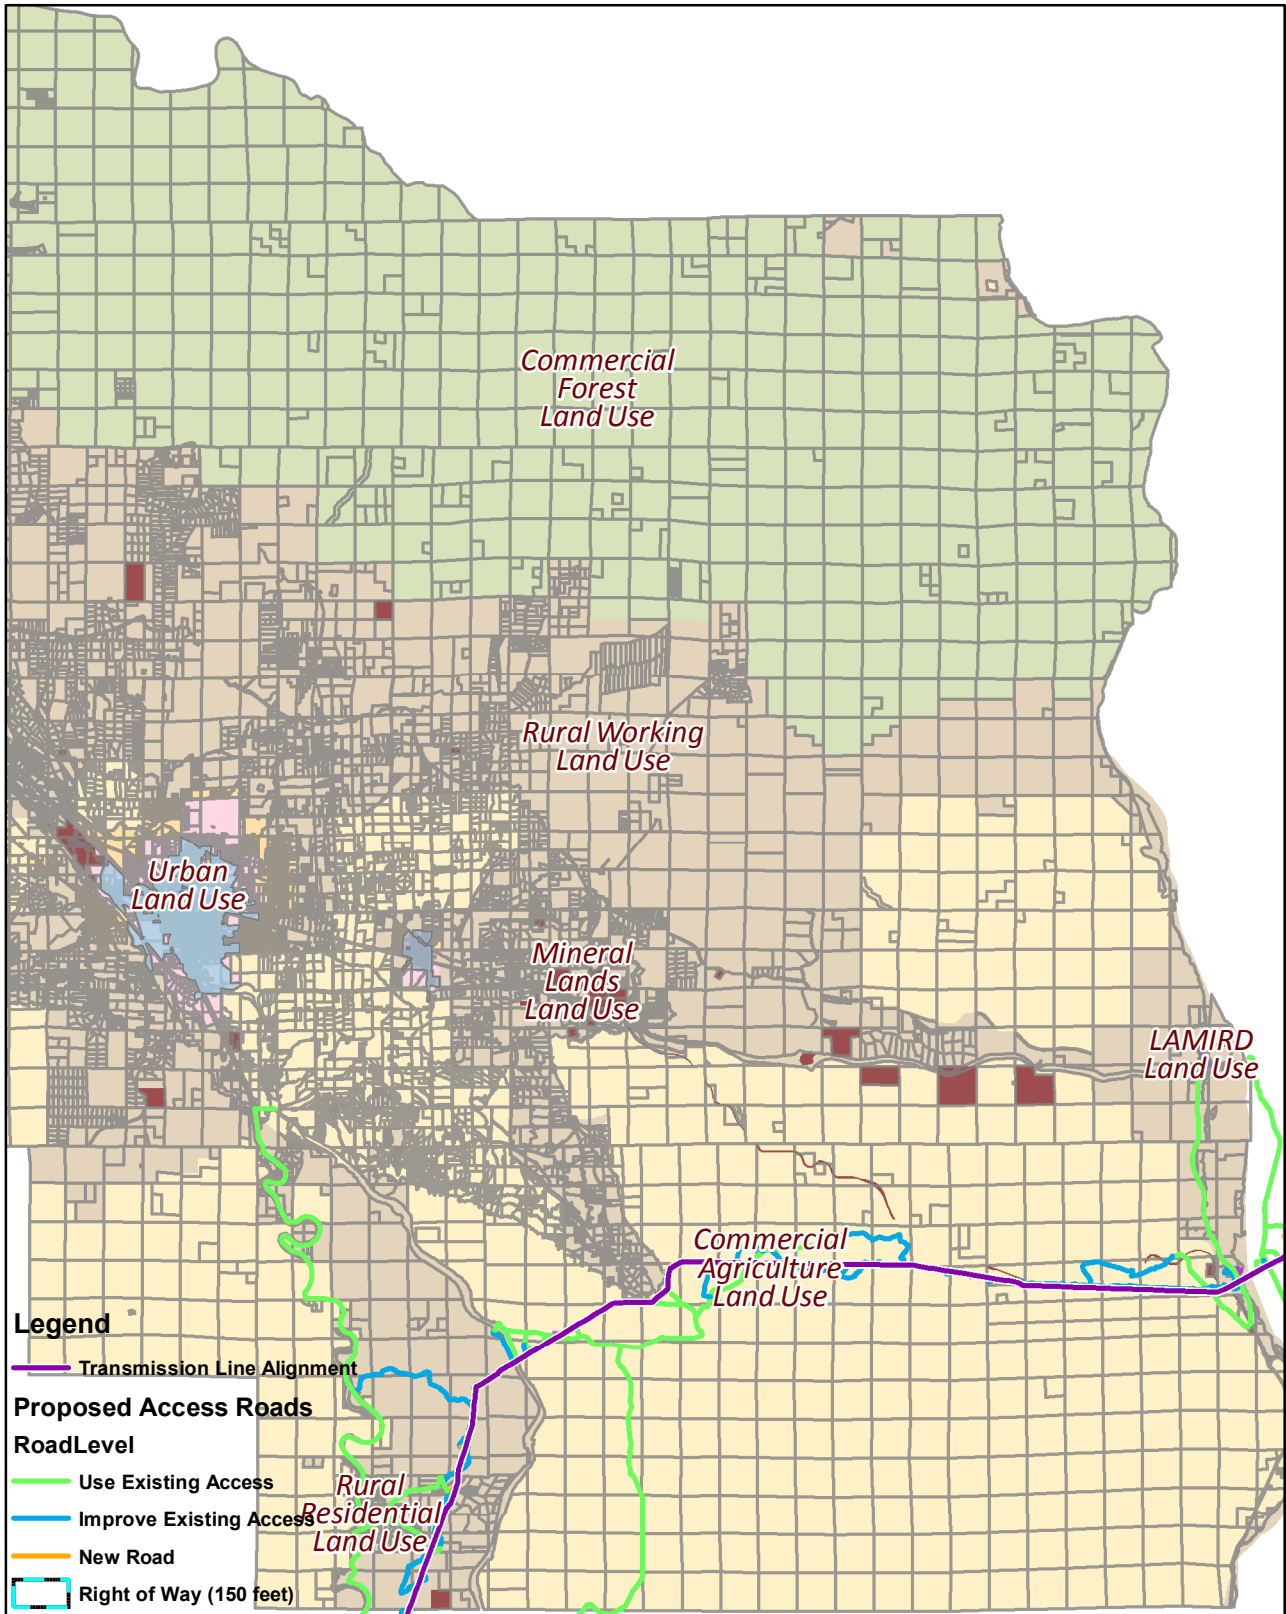 Commercial
Forest
Land Use
Rural Working
Land Use
Urban
Land Use
Mineral
Lands
Land Use
LAMIRD
Land Use
Commercial
Agriculture
Land Use
Legend
Transmission Line Alignment
Proposed Access Roads
RoadLevel
Use Existing Access
Improve Existing Access
New Road
Right of Way (150 feet)
Rural
Residential
Land Use